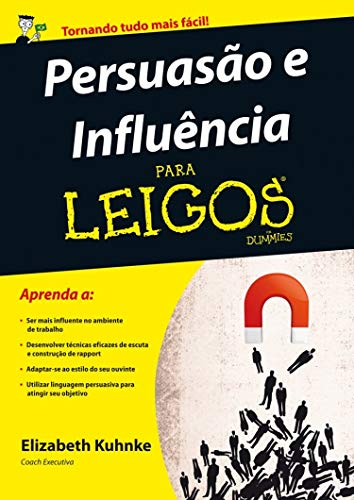 Tornando tudo mais fácil!
Persuasão e
Influência
PARA
LEIGOS®
FOR
DUMMIES
Aprenda a:
• Ser mais influente no ambiente
de trabalho
• Desenvolver técnicas eficazes de escuta
e construção de rapport
• Adaptar-se ao estilo do seu ouvinte
• Utilizar linguagem persuasiva para
atingir seu objetivo
Elizabeth Kuhnke
Coach Executiva